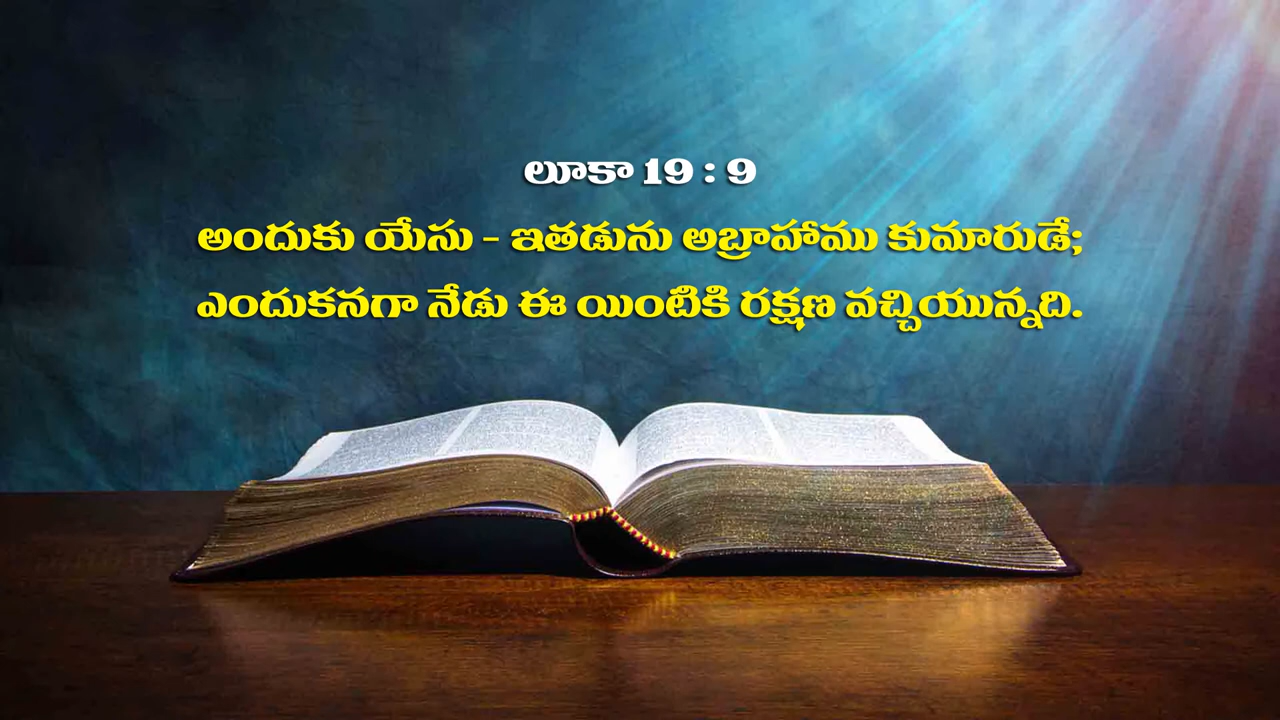 లూకా 19 : 9
అందుకు యేసు - ఇతడును అబ్రాహాము కుమారుడే;
ఎందుకనగా నేడు ఈ యింటికి రక్షణ వచ్చియున్నది.